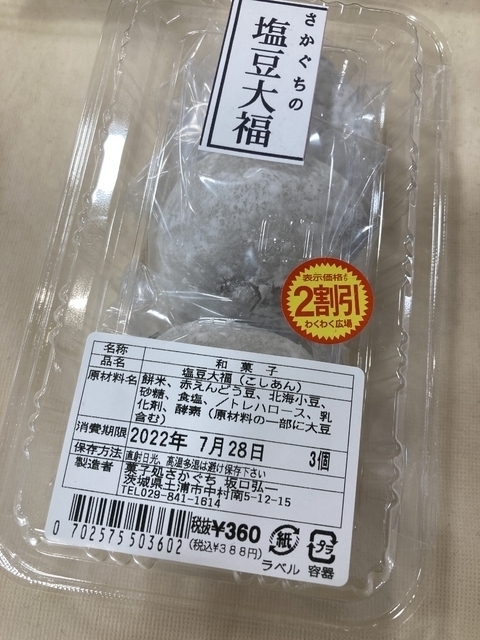 さかぐちの
塩豆大福
表示価格より
2割引
わくわく広場
名称 和菓子
品名 塩豆大福（こしあん）
原材料名 餅米、赤えんどう豆、北海小豆、
砂糖、食塩、／トレハロース、乳
化剤、酵素（原材料の一部に大豆
含む）
消費期限 2022年 7月28日 3個
保存方法 直射日光、高温多湿は避け保存下さい
製造者 菓子処さかぐち 坂口弘一
茨城県土浦市中村南5-12-15
TEL029-841-1614
税抜¥360
(税込¥388円)
0 702575503602
紙
ラベル
プラ
容器